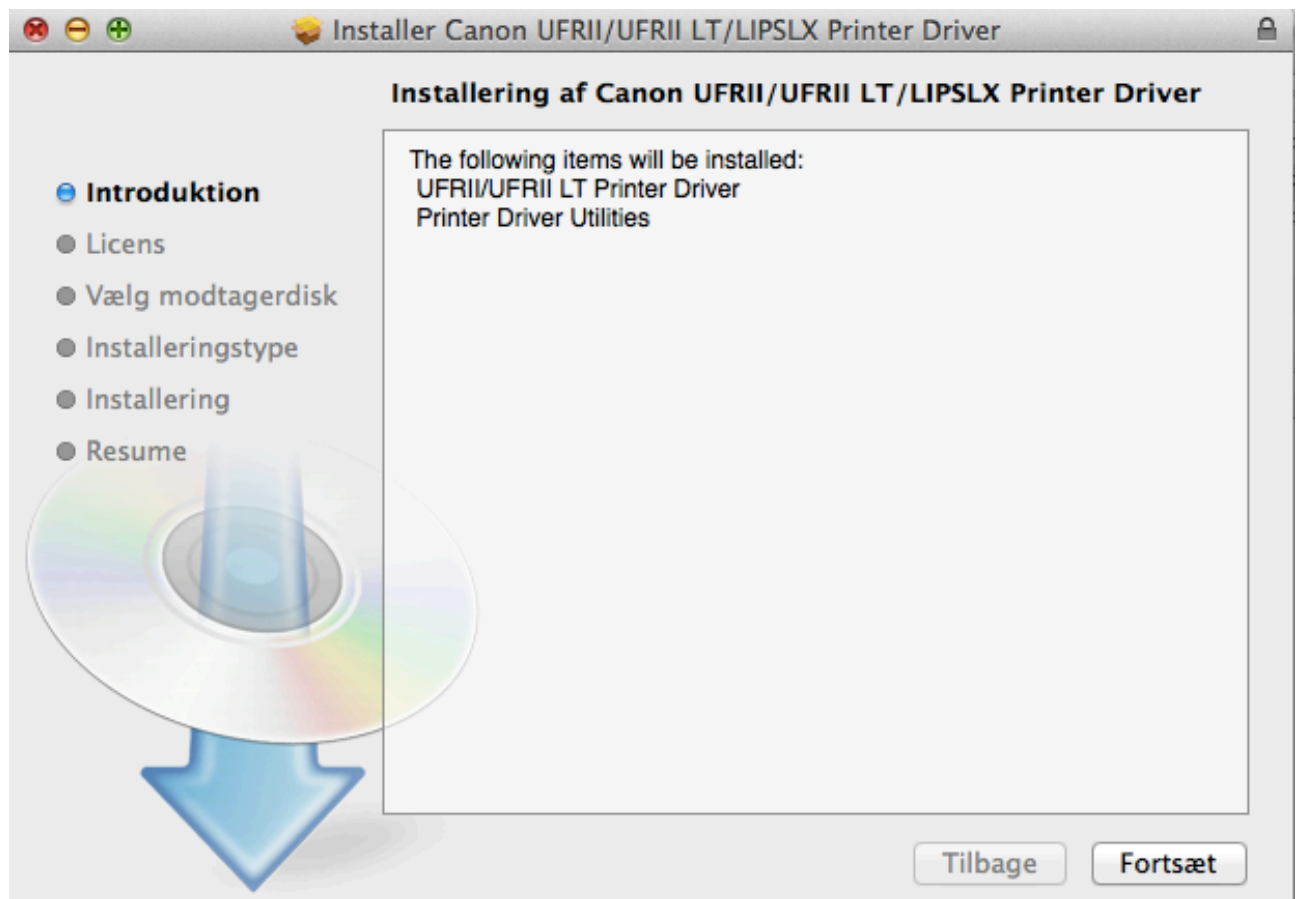 Installer Canon UFRII/UFRII LT/LIPSLX Printer Driver
Installering af Canon UFRII/UFRII LT/LIPSLX Printer Driver
Introduktion
Licens
Vælg modtagerdisk
Installeringstype
Installering
Resume
The following items will be installed:
UFRII/UFRII LT Printer Driver
Printer Driver Utilities
Tilbage
Fortsæt